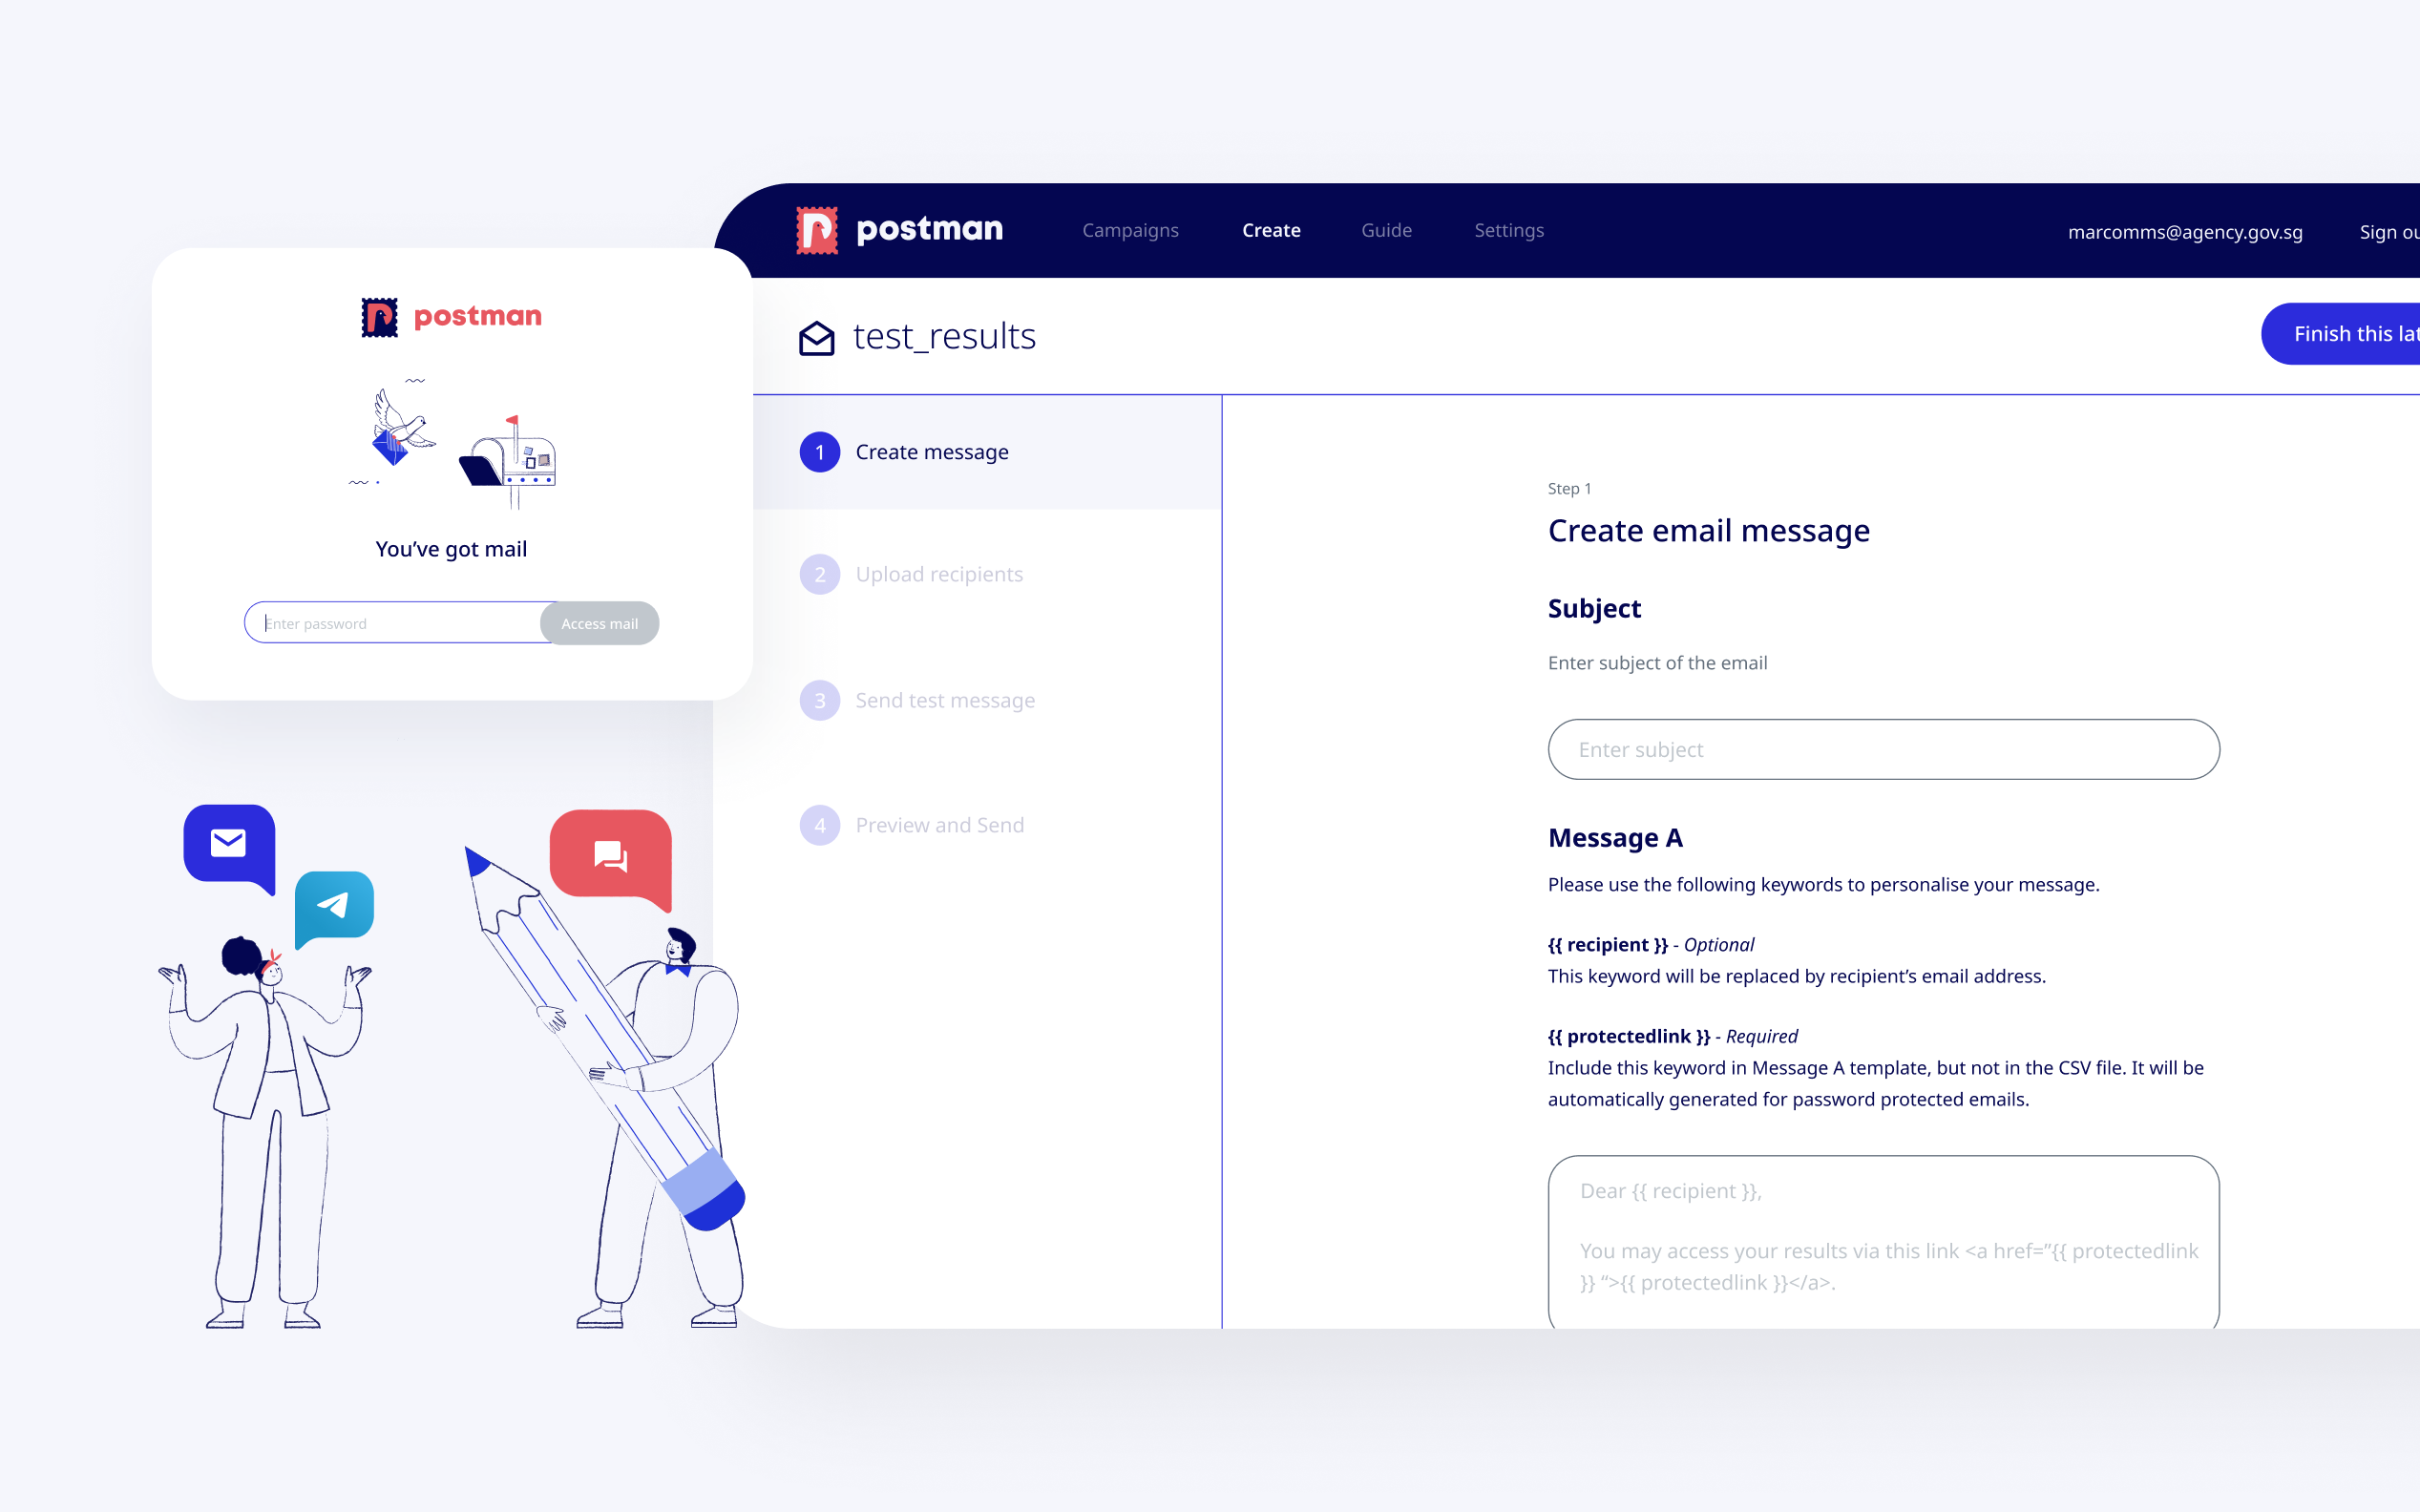 postman
You’ve got mail
Enter password
Access mail
postman
Campaigns
Create
Guide
Settings
marcomms@agency.gov.sg
Sign ou
test_results
Finish this lat
1 Create message
2 Upload recipients
3 Send test message
4 Preview and Send
Step 1
Create email message
Subject
Enter subject of the email
Enter subject
Message A
Please use the following keywords to personalise your message.
{{ recipient }} - Optional
This keyword will be replaced by recipient’s email address.
{{ protectedlink }} - Required
Include this keyword in Message A template, but not in the CSV file. It will be
automatically generated for password protected emails.
Dear {{ recipient }},
You may access your results via this link <a href=”{{ protectedlink
}} “>{{ protectedlink }}</a>.